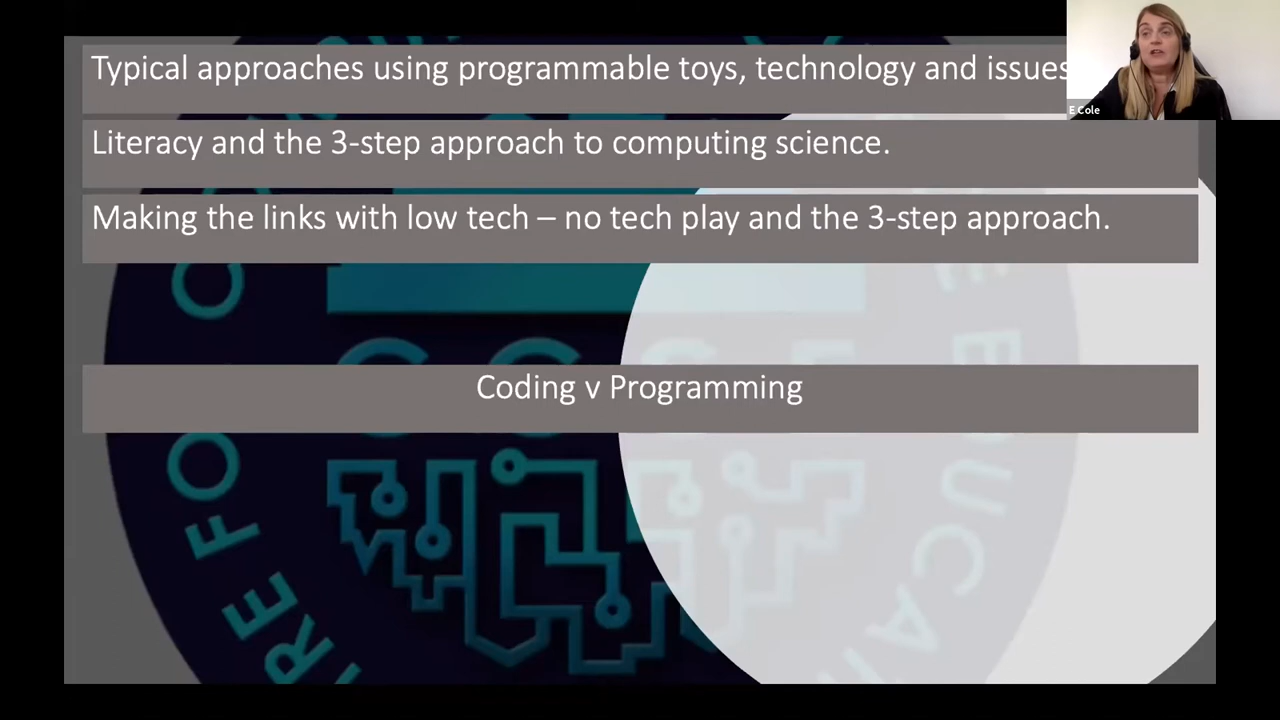 Typical approaches using programmable toys, technology and issues
E Cole
Literacy and the 3-step approach to computing science.
Making the links with low tech – no tech play and the 3-step approach.
Coding v Programming